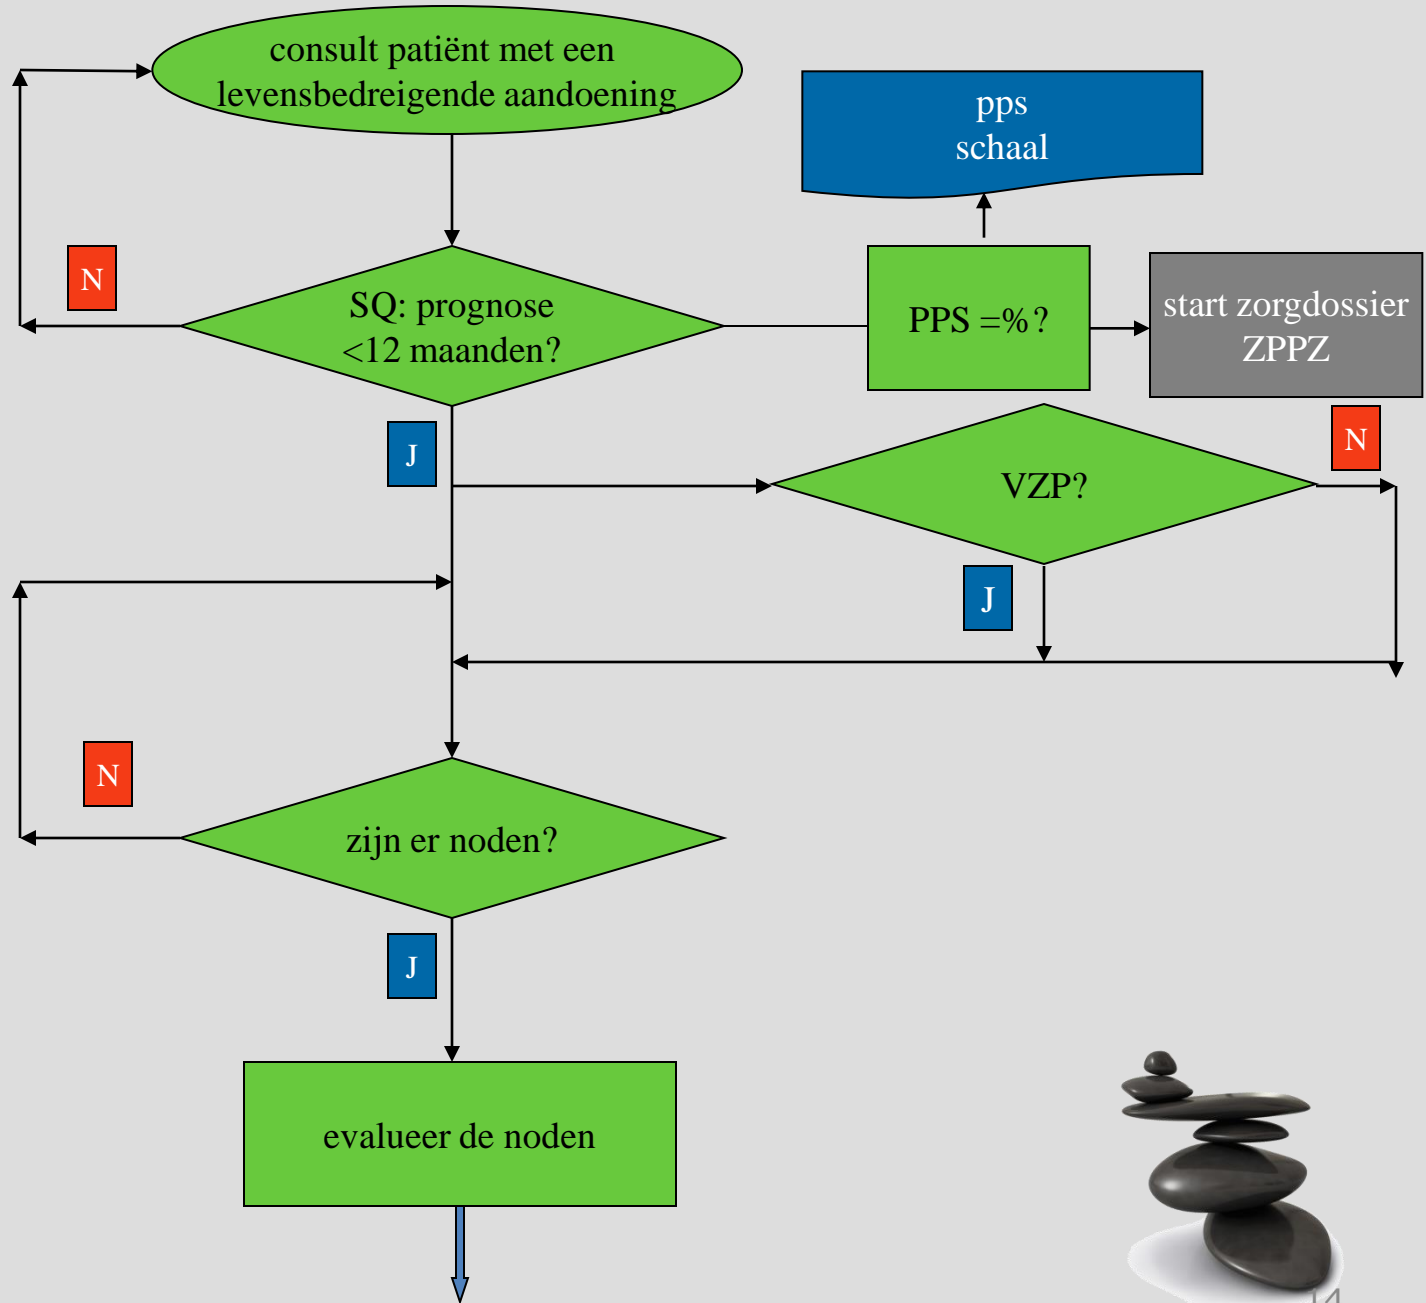 consult patiënt met een
levensbedreigende aandoening
pps
schaal
N
SQ: prognose
<12 maanden?
PPS =%?
start zorgdossier
ZPPZ
J
VZP?
N
J
N
zijn er noden?
J
evalueer de noden
14